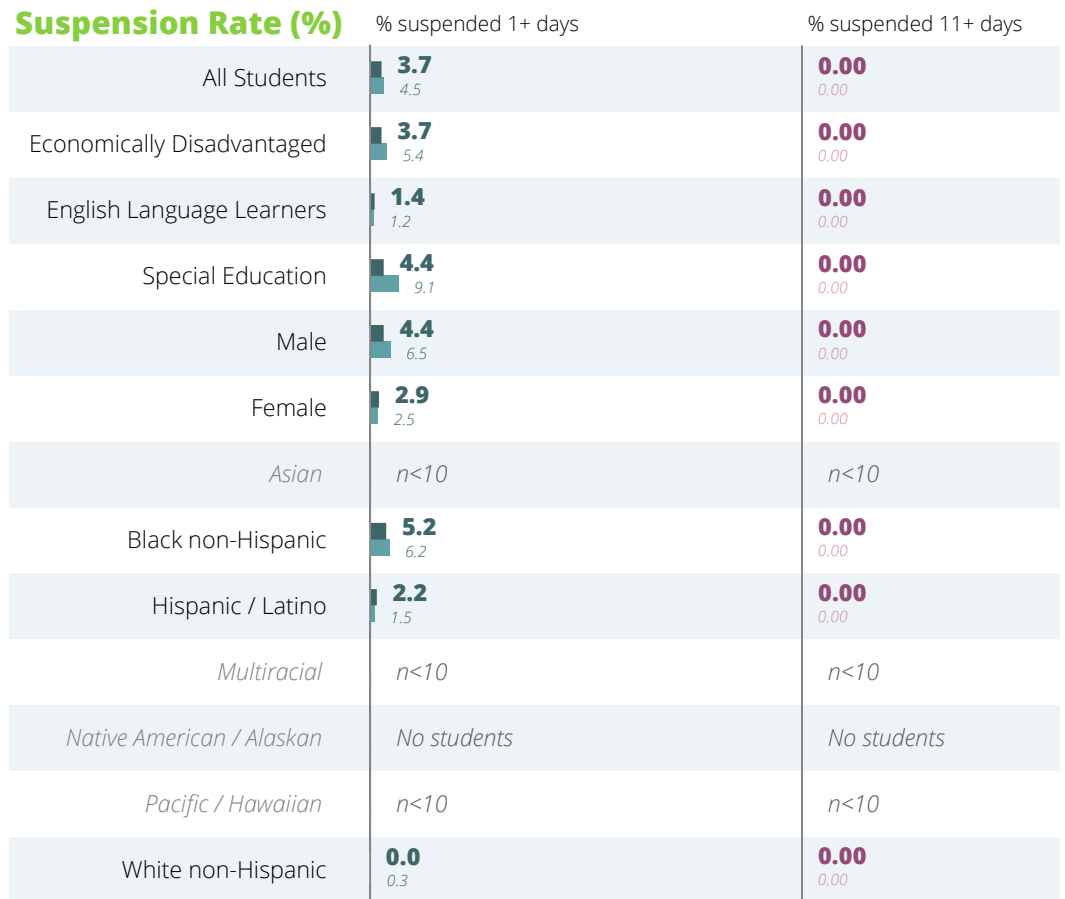 Suspension Rate (%) % suspended 1+ days % suspended 11+ days
All Students 3.7 0.00
4.5 0.00
Economically Disadvantaged 3.7 0.00
5.4 0.00
English Language Learners 1.4 0.00
1.2 0.00
Special Education 4.4 0.00
9.1 0.00
Male 4.4 0.00
6.5 0.00
Female 2.9 0.00
2.5 0.00
Asian n<10 n<10
Black non-Hispanic 5.2 0.00
6.2 0.00
Hispanic / Latino 2.2 0.00
1.5 0.00
Multiracial n<10 n<10
Native American / Alaskan No students No students
Pacific / Hawaiian n<10 n<10
White non-Hispanic 0.0 0.00
0.3 0.00